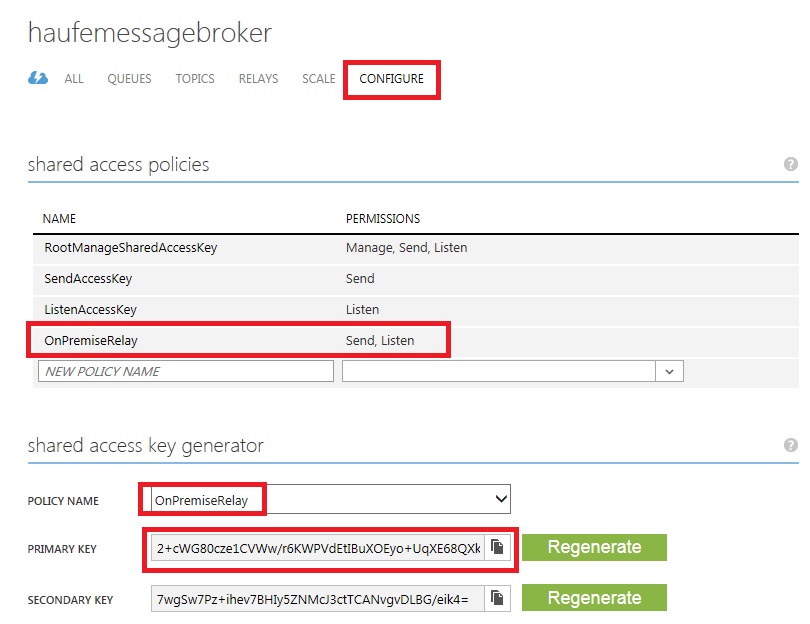 haufemessagebroker
ALL QUEUES TOPICS RELAYS SCALE CONFIGURE
shared access policies ?
NAME PERMISSIONS
RootManageSharedAccessKey Manage, Send, Listen
SendAccessKey Send
ListenAccessKey Listen
OnPremiseRelay Send, Listen
NEW POLICY NAME
shared access key generator ?
POLICY NAME OnPremiseRelay
PRIMARY KEY 2+cWG80cze1CVWw/r6KWPVdEtIBuXOEyo+UqXE68QXk Regenerate
SECONDARY KEY 7wgSw7Pz+ihev7BHIy5ZNMcJ3ctTCANvgvDLBG/eik4= Regenerate